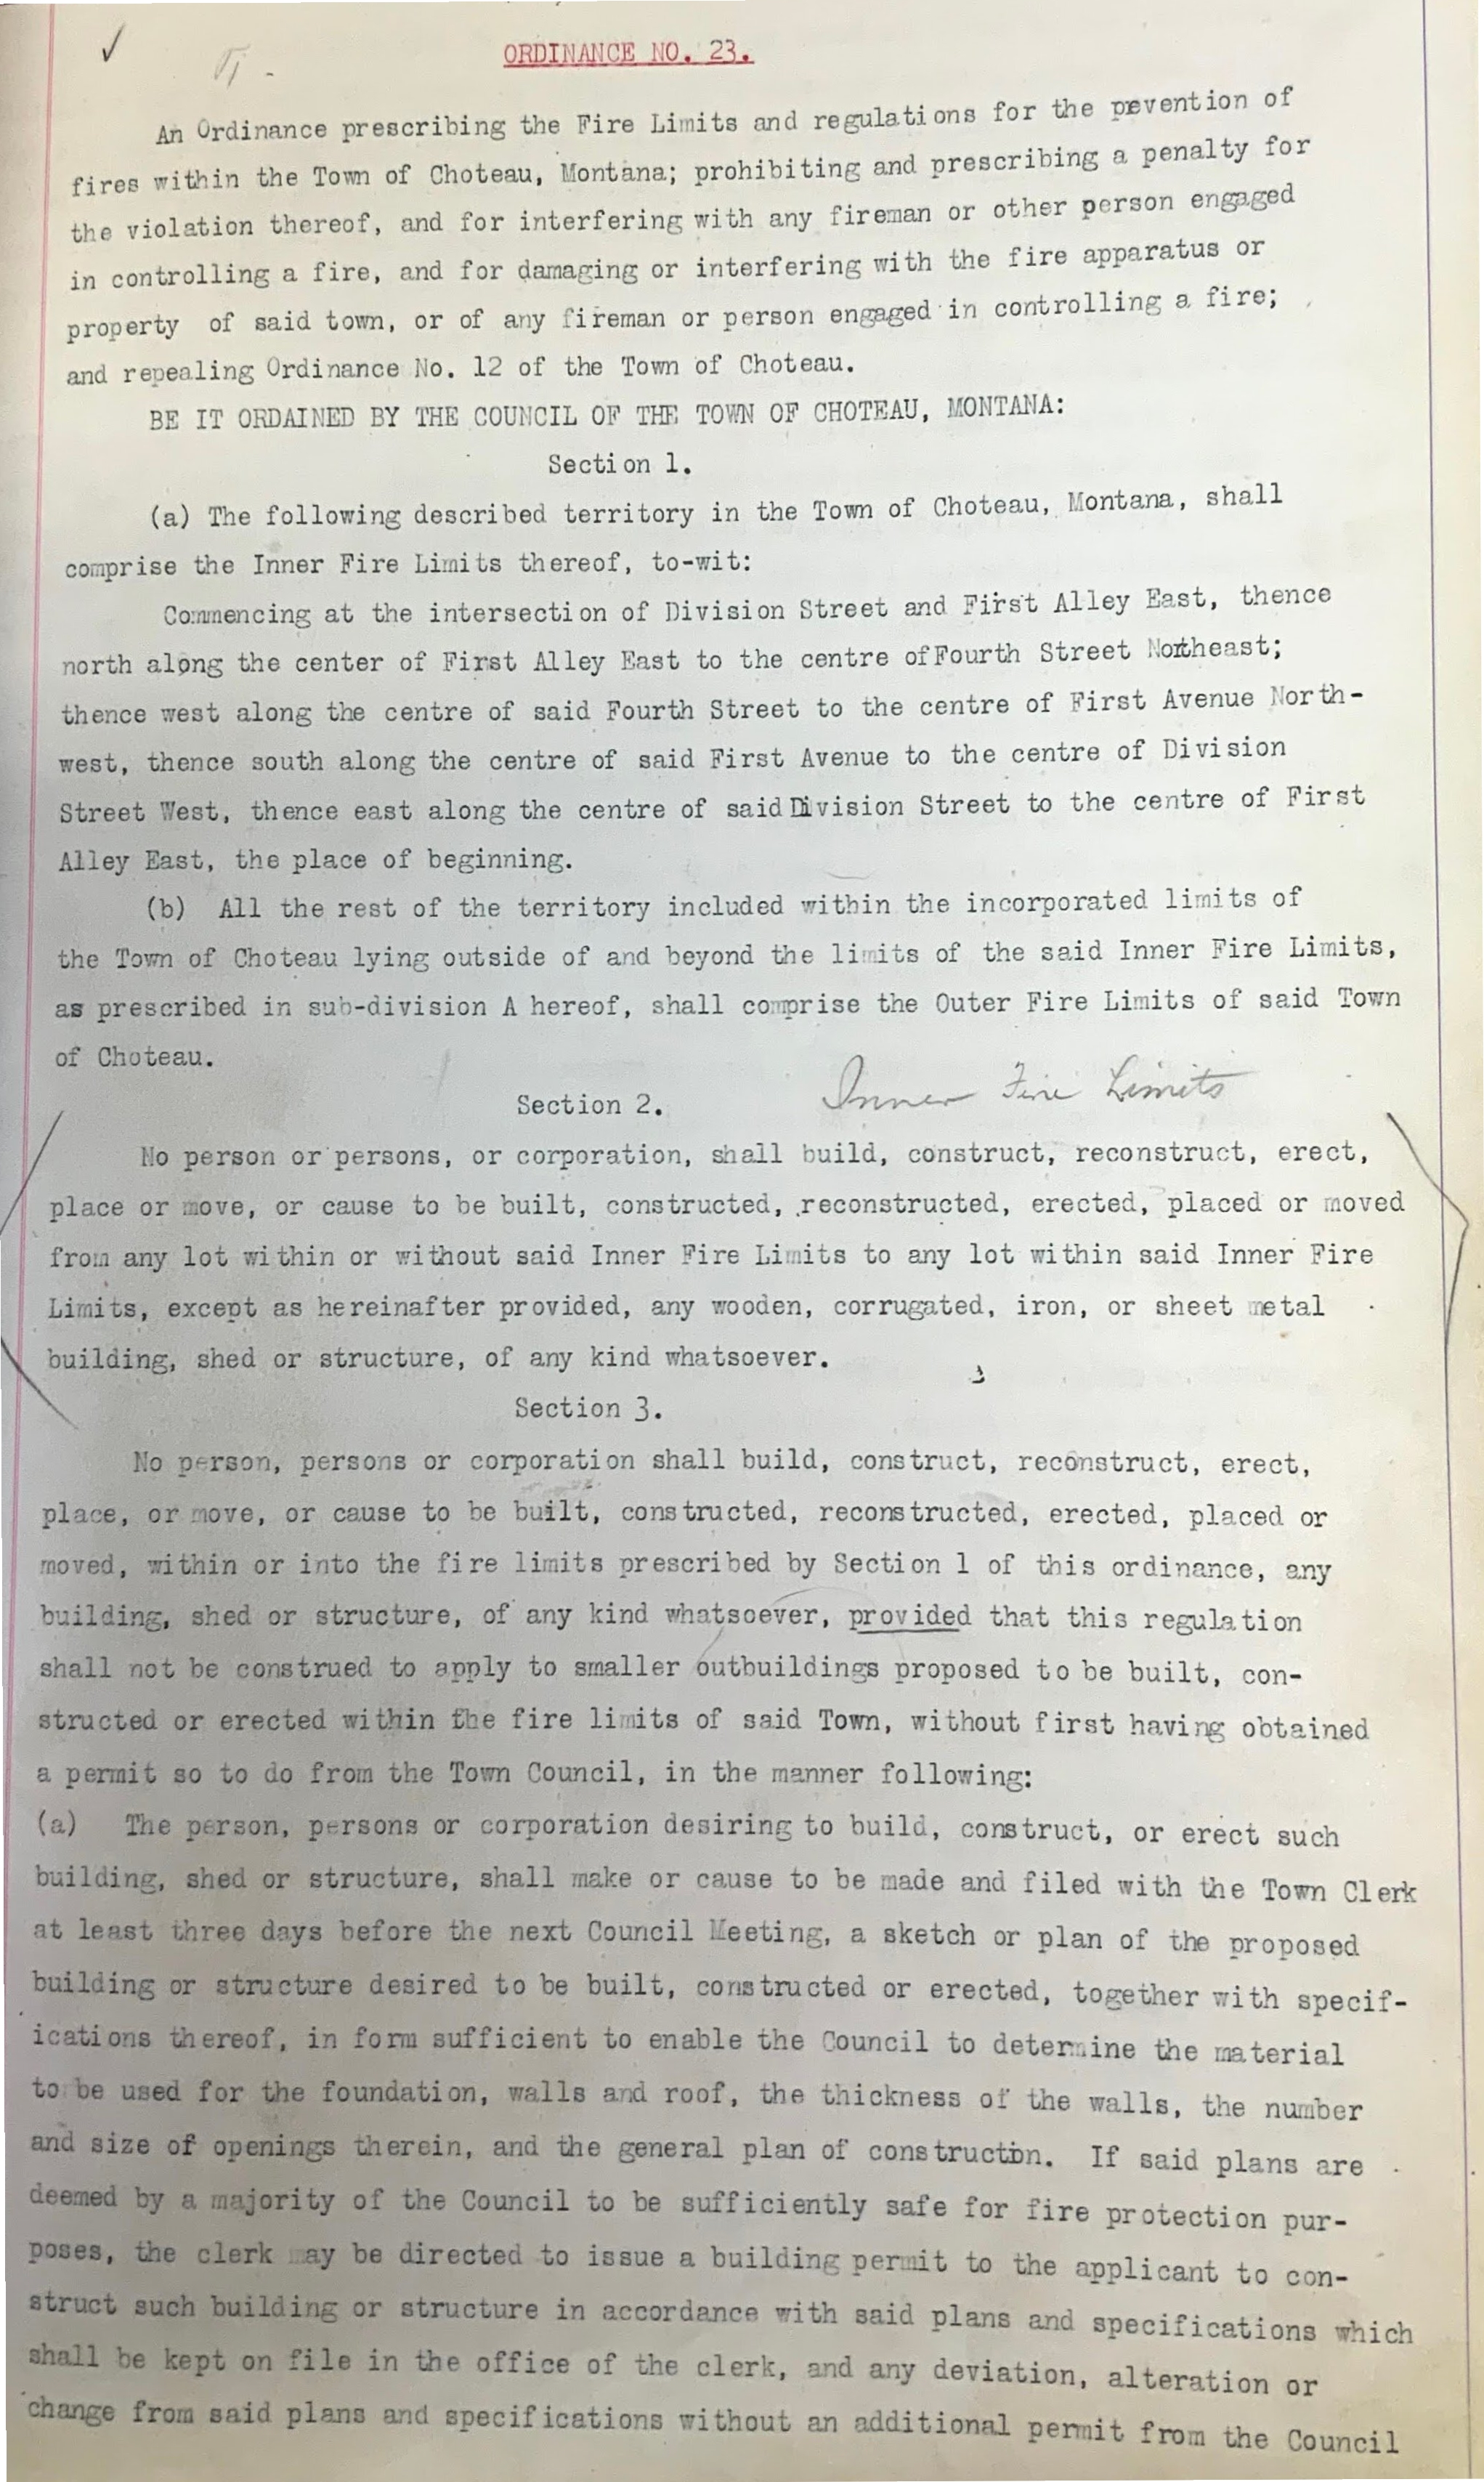 ORDINANCE NO. 23.
An Ordinance prescribing the Fire Limits and regulations for the prevention of
fires within the Town of Choteau, Montana; prohibiting and prescribing a penalty for
the violation thereof, and for interfering with any fireman or other person engaged
in controlling a fire, and for damaging or interfering with the fire apparatus or
property of said town, or of any fireman or person engaged in controlling a fire;
and repealing Ordinance No. 12 of the Town of Choteau.
BE IT ORDAINED BY THE COUNCIL OF THE TOWN OF CHOTEAU, MONTANA:
Section 1.
(a) The following described territory in the Town of Choteau, Montana, shall
comprise the Inner Fire Limits thereof, to-wit:
Commencing at the intersection of Division Street and First Alley East, thence
north along the center of First Alley East to the centre of Fourth Street Northeast;
thence west along the centre of said Fourth Street to the centre of First Avenue North-
west, thence south along the centre of said First Avenue to the centre of Division
Street West, thence east along the centre of said Division Street to the centre of First
Alley East, the place of beginning.
(b) All the rest of the territory included within the incorporated limits of
the Town of Choteau lying outside of and beyond the limits of the said Inner Fire Limits,
as prescribed in sub-division A hereof, shall comprise the Outer Fire Limits of said Town
of Choteau.
Section 2. Inner Fire Limits
No person or persons, or corporation, shall build, construct, reconstruct, erect,
place or move, or cause to be built, constructed, reconstructed, erected, placed or moved
from any lot within or without said Inner Fire Limits to any lot within said Inner Fire
Limits, except as hereinafter provided, any wooden, corrugated, iron, or sheet metal
building, shed or structure, of any kind whatsoever.
Section 3.
No person, persons or corporation shall build, construct, reconstruct, erect,
place, or move, or cause to be built, constructed, reconstructed, erected, placed or
moved, within or into the fire limits prescribed by Section 1 of this ordinance, any
building, shed or structure, of any kind whatsoever, provided that this regulation
shall not be construed to apply to smaller outbuildings proposed to be built, con-
structed or erected within the fire limits of said Town, without first having obtained
a permit so to do from the Town Council, in the manner following:
(a) The person, persons or corporation desiring to build, construct, or erect such
building, shed or structure, shall make or cause to be made and filed with the Town Clerk
at least three days before the next Council Meeting, a sketch or plan of the proposed
building or structure desired to be built, constructed or erected, together with specif-
ications thereof, in form sufficient to enable the Council to determine the material
to be used for the foundation, walls and roof, the thickness of the walls, the number
and size of openings therein, and the general plan of construction. If said plans are
deemed by a majority of the Council to be sufficiently safe for fire protection pur-
poses, the clerk may be directed to issue a building permit to the applicant to con-
struct such building or structure in accordance with said plans and specifications which
shall be kept on file in the office of the clerk, and any deviation, alteration or
change from said plans and specifications without an additional permit from the Council